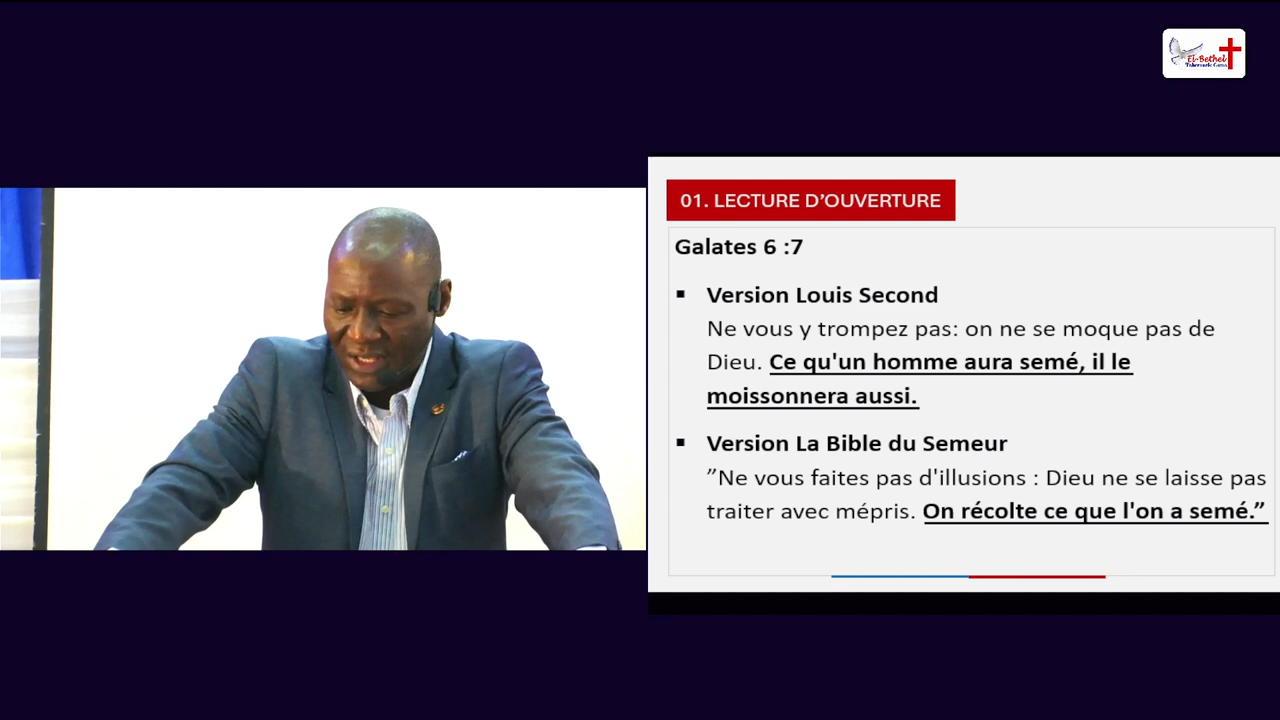 El-Bethel
01. LECTURE D'OUVERTURE
Galates 6 :7
▪ Version Louis Second
Ne vous y trompez pas: on ne se moque pas de
Dieu. Ce qu'un homme aura semé, il le
moissonnera aussi.
▪ Version La Bible du Semeur
”Ne vous faites pas d'illusions : Dieu ne se laisse pas
traiter avec mépris. On récolte ce que l'on a semé.”